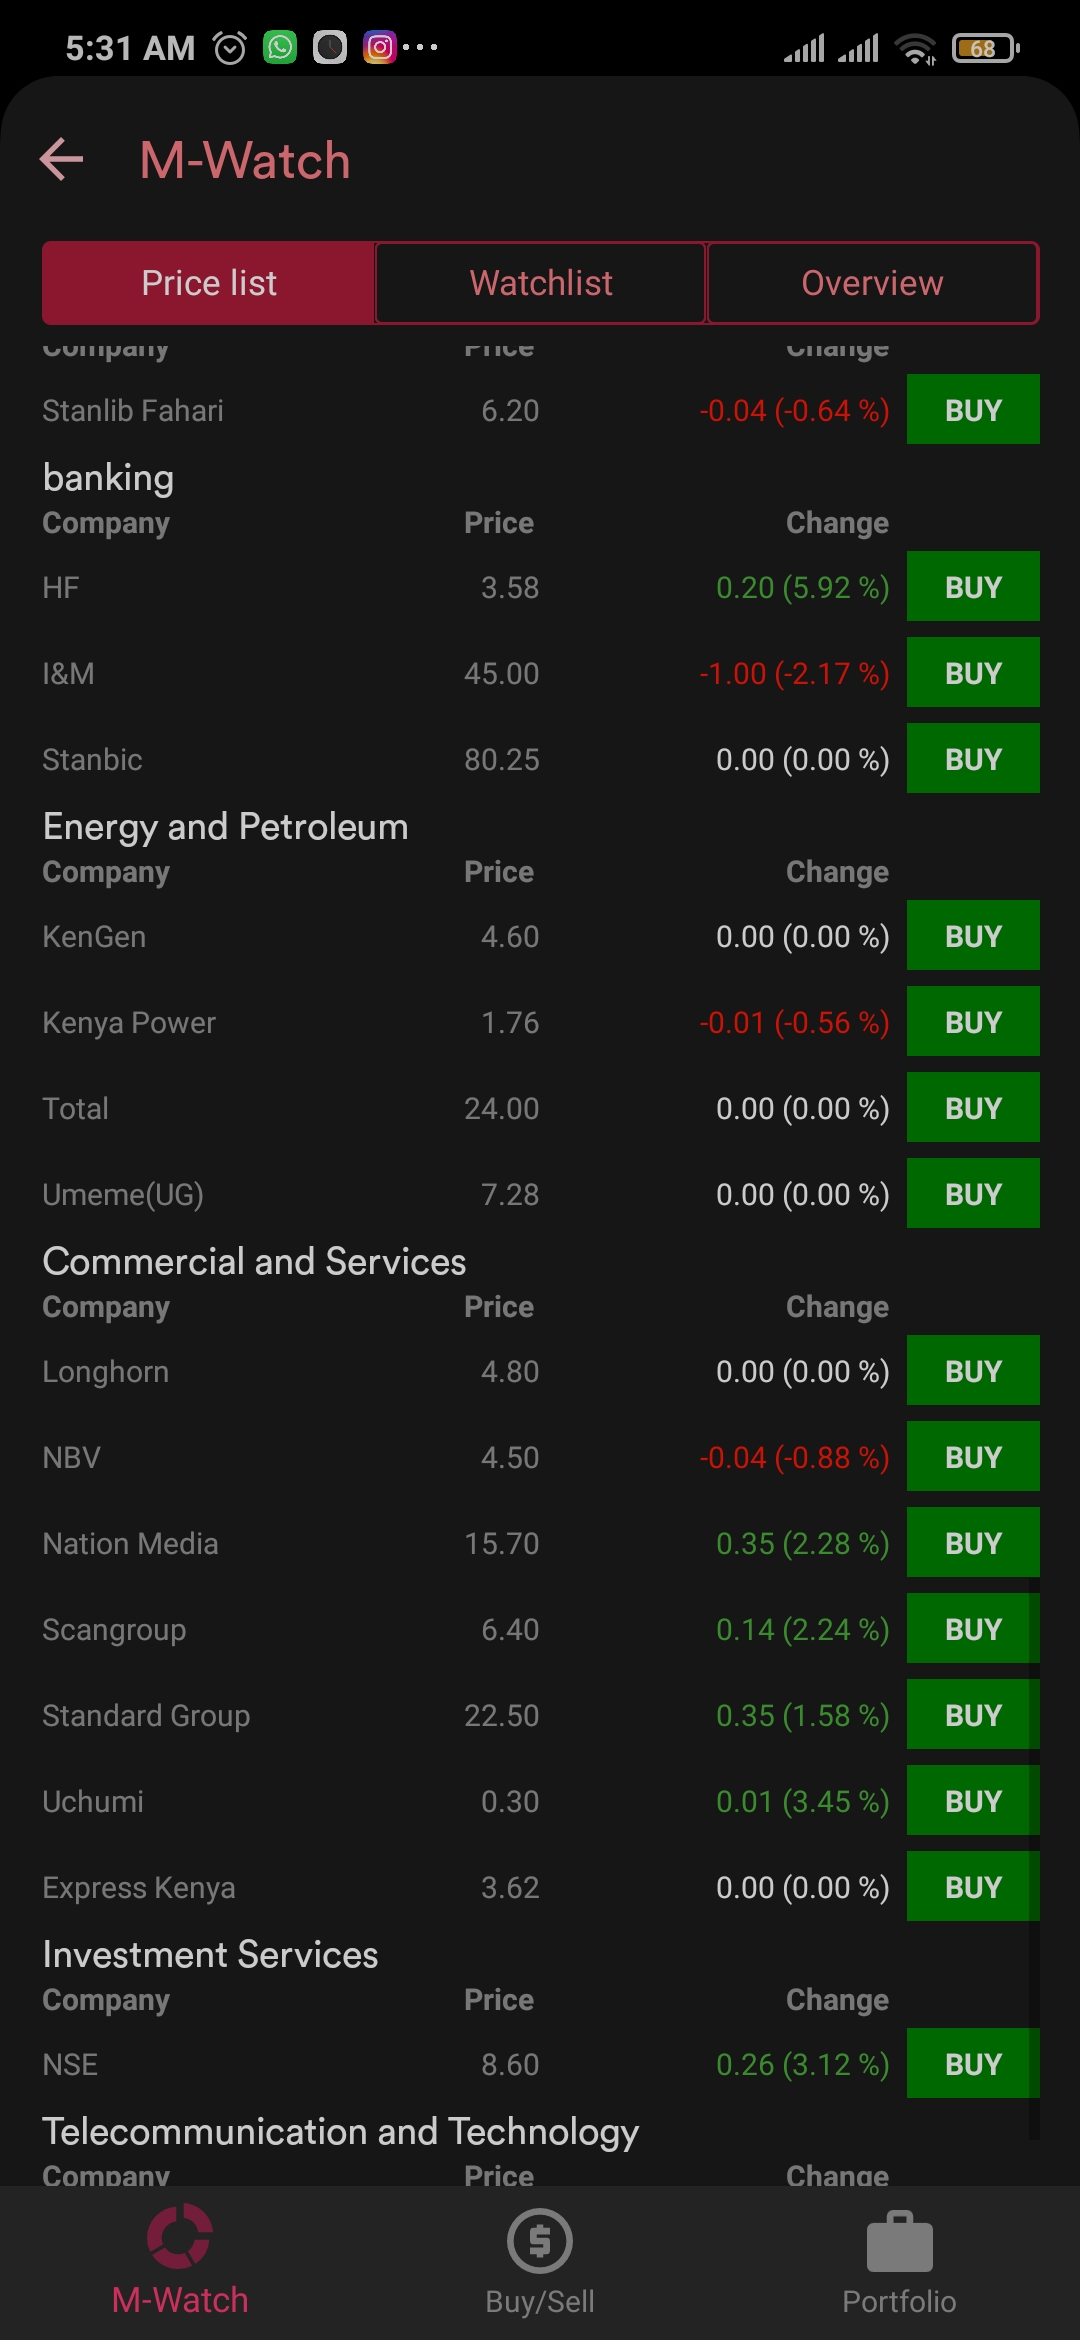 5:31 AM 68
M-Watch
Price list Watchlist Overview
Company Price Change
Stanlib Fahari 6.20 -0.04 (-0.64 %) BUY
banking
Company Price Change
HF 3.58 0.20 (5.92 %) BUY
I&M 45.00 -1.00 (-2.17 %) BUY
Stanbic 80.25 0.00 (0.00 %) BUY
Energy and Petroleum
Company Price Change
KenGen 4.60 0.00 (0.00 %) BUY
Kenya Power 1.76 -0.01 (-0.56 %) BUY
Total 24.00 0.00 (0.00 %) BUY
Umeme(UG) 7.28 0.00 (0.00 %) BUY
Commercial and Services
Company Price Change
Longhorn 4.80 0.00 (0.00 %) BUY
NBV 4.50 -0.04 (-0.88 %) BUY
Nation Media 15.70 0.35 (2.28 %) BUY
Scangroup 6.40 0.14 (2.24 %) BUY
Standard Group 22.50 0.35 (1.58 %) BUY
Uchumi 0.30 0.01 (3.45 %) BUY
Express Kenya 3.62 0.00 (0.00 %) BUY
Investment Services
Company Price Change
NSE 8.60 0.26 (3.12 %) BUY
Telecommunication and Technology
Company Price Change
M-Watch Buy/Sell Portfolio